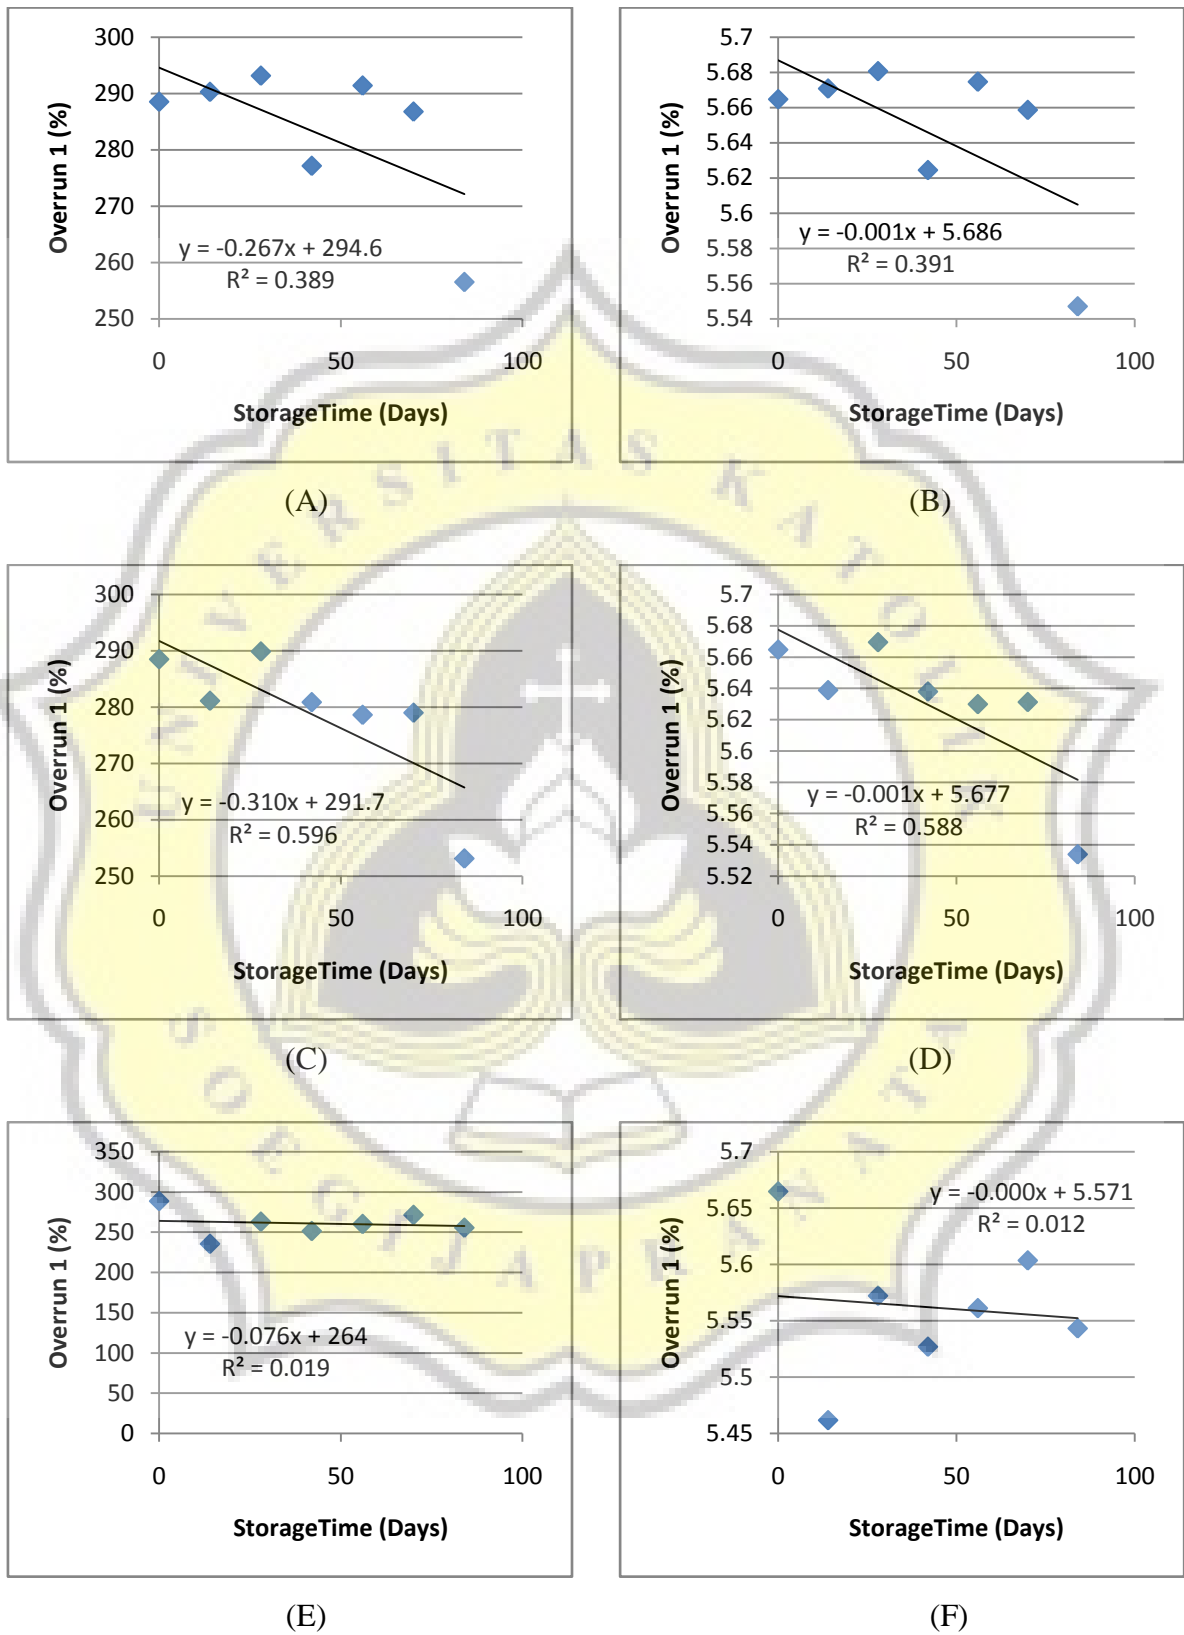 300
290
280
270
260
250
Overrun 1 (%)
y = -0.267x + 294.6
R² = 0.389
0 50 100
StorageTime (Days)
(A)
5.7
5.68
5.66
5.64
5.62
5.6
5.58
5.56
5.54
Overrun 1 (%)
y = -0.001x + 5.686
R² = 0.391
0 50 100
StorageTime (Days)
(B)
300
290
280
270
260
250
Overrun 1 (%)
y = -0.310x + 291.7
R² = 0.596
0 50 100
StorageTime (Days)
(C)
5.7
5.68
5.66
5.64
5.62
5.6
5.58
5.56
5.54
5.52
Overrun 1 (%)
y = -0.001x + 5.677
R² = 0.588
0 50 100
StorageTime (Days)
(D)
350
300
250
200
150
100
50
0
Overrun 1 (%)
y = -0.076x + 264
R² = 0.019
0 50 100
StorageTime (Days)
(E)
5.7
5.65
5.6
5.55
5.5
5.45
Overrun 1 (%)
y = -0.000x + 5.571
R² = 0.012
0 50 100
StorageTime (Days)
(F)
UNIVERSITAS KATOLIK
SOEGIJAPRANATA